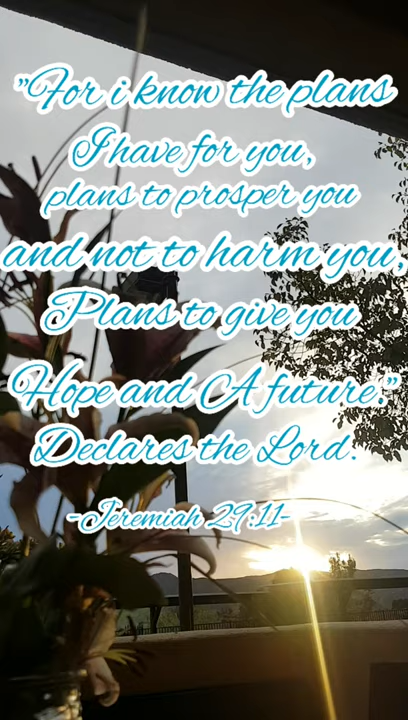 "For i know the plans
I have for you,
plans to prosper you
and not to harm you,
Plans to give you
Hope and A future."
Declares the Lord.
-Jeremiah 29:11-